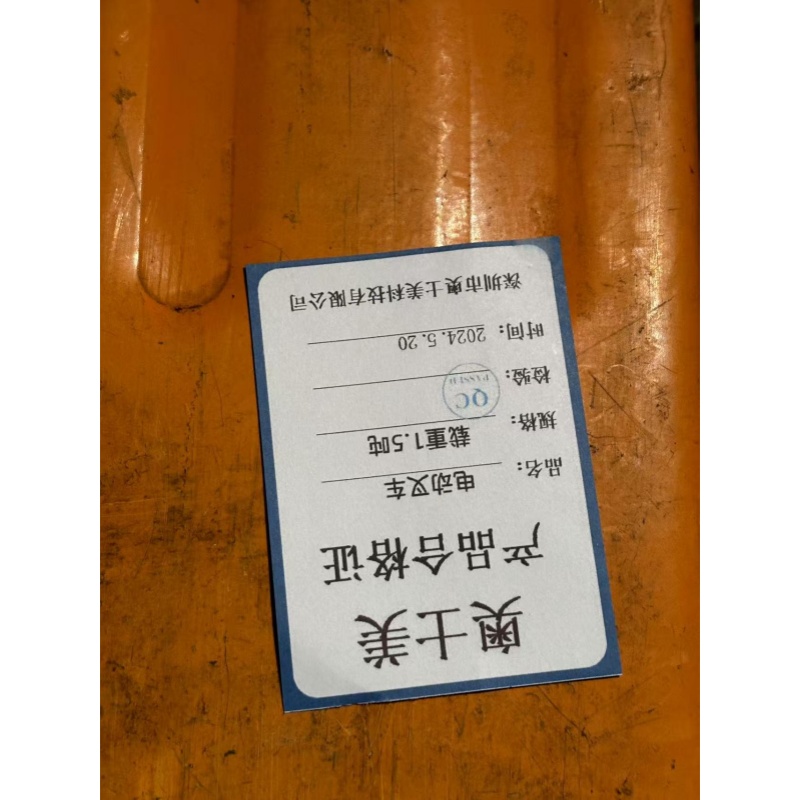 奥士美
产品合格证
品名：电动叉车
规格：载重1.5吨
检验：QC PASSED
时间：2024.5.20
深圳市奥士美科技有限公司